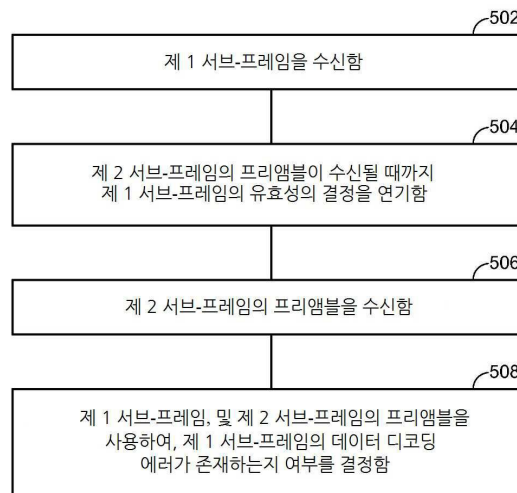 502
제 1 서브-프레임을 수신함
504
제 2 서브-프레임의 프리앰블이 수신될 때까지
제 1 서브-프레임의 유효성의 결정을 연기함
506
제 2 서브-프레임의 프리앰블을 수신함
508
제 1 서브-프레임, 및 제 2 서브-프레임의 프리앰블을
사용하여, 제 1 서브-프레임의 데이터 디코딩
에러가 존재하는지 여부를 결정함